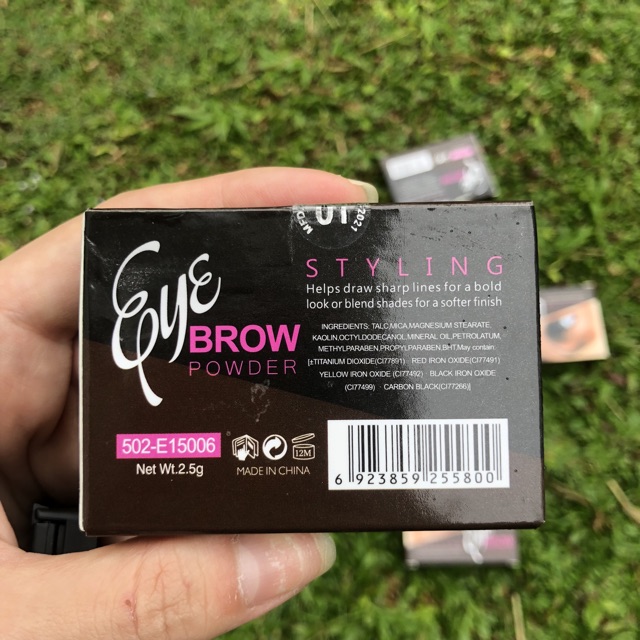 MFD 01 2021
Eye
BROW
POWDER
STYLING
Helps draw sharp lines for a bold
look or blend shades for a softer finish
INGREDIENTS: TALC,MICA,MAGNESIUM STEARATE,
KAOLIN,OCTYLDODECANOL,MINERAL OIL,PETROLATUM,
METHYLPARABEN,PROPYLPARABEN,BHT.May contain:
[±TITANIUM DIOXIDE(CI77891) · RED IRON OXIDE(CI77491)
YELLOW IRON OXIDE (CI77492) · BLACK IRON OXIDE
(CI77499) · CARBON BLACK(CI77266)]
502-E15006
Net Wt.2.5g
12M
MADE IN CHINA
6 923859 255800